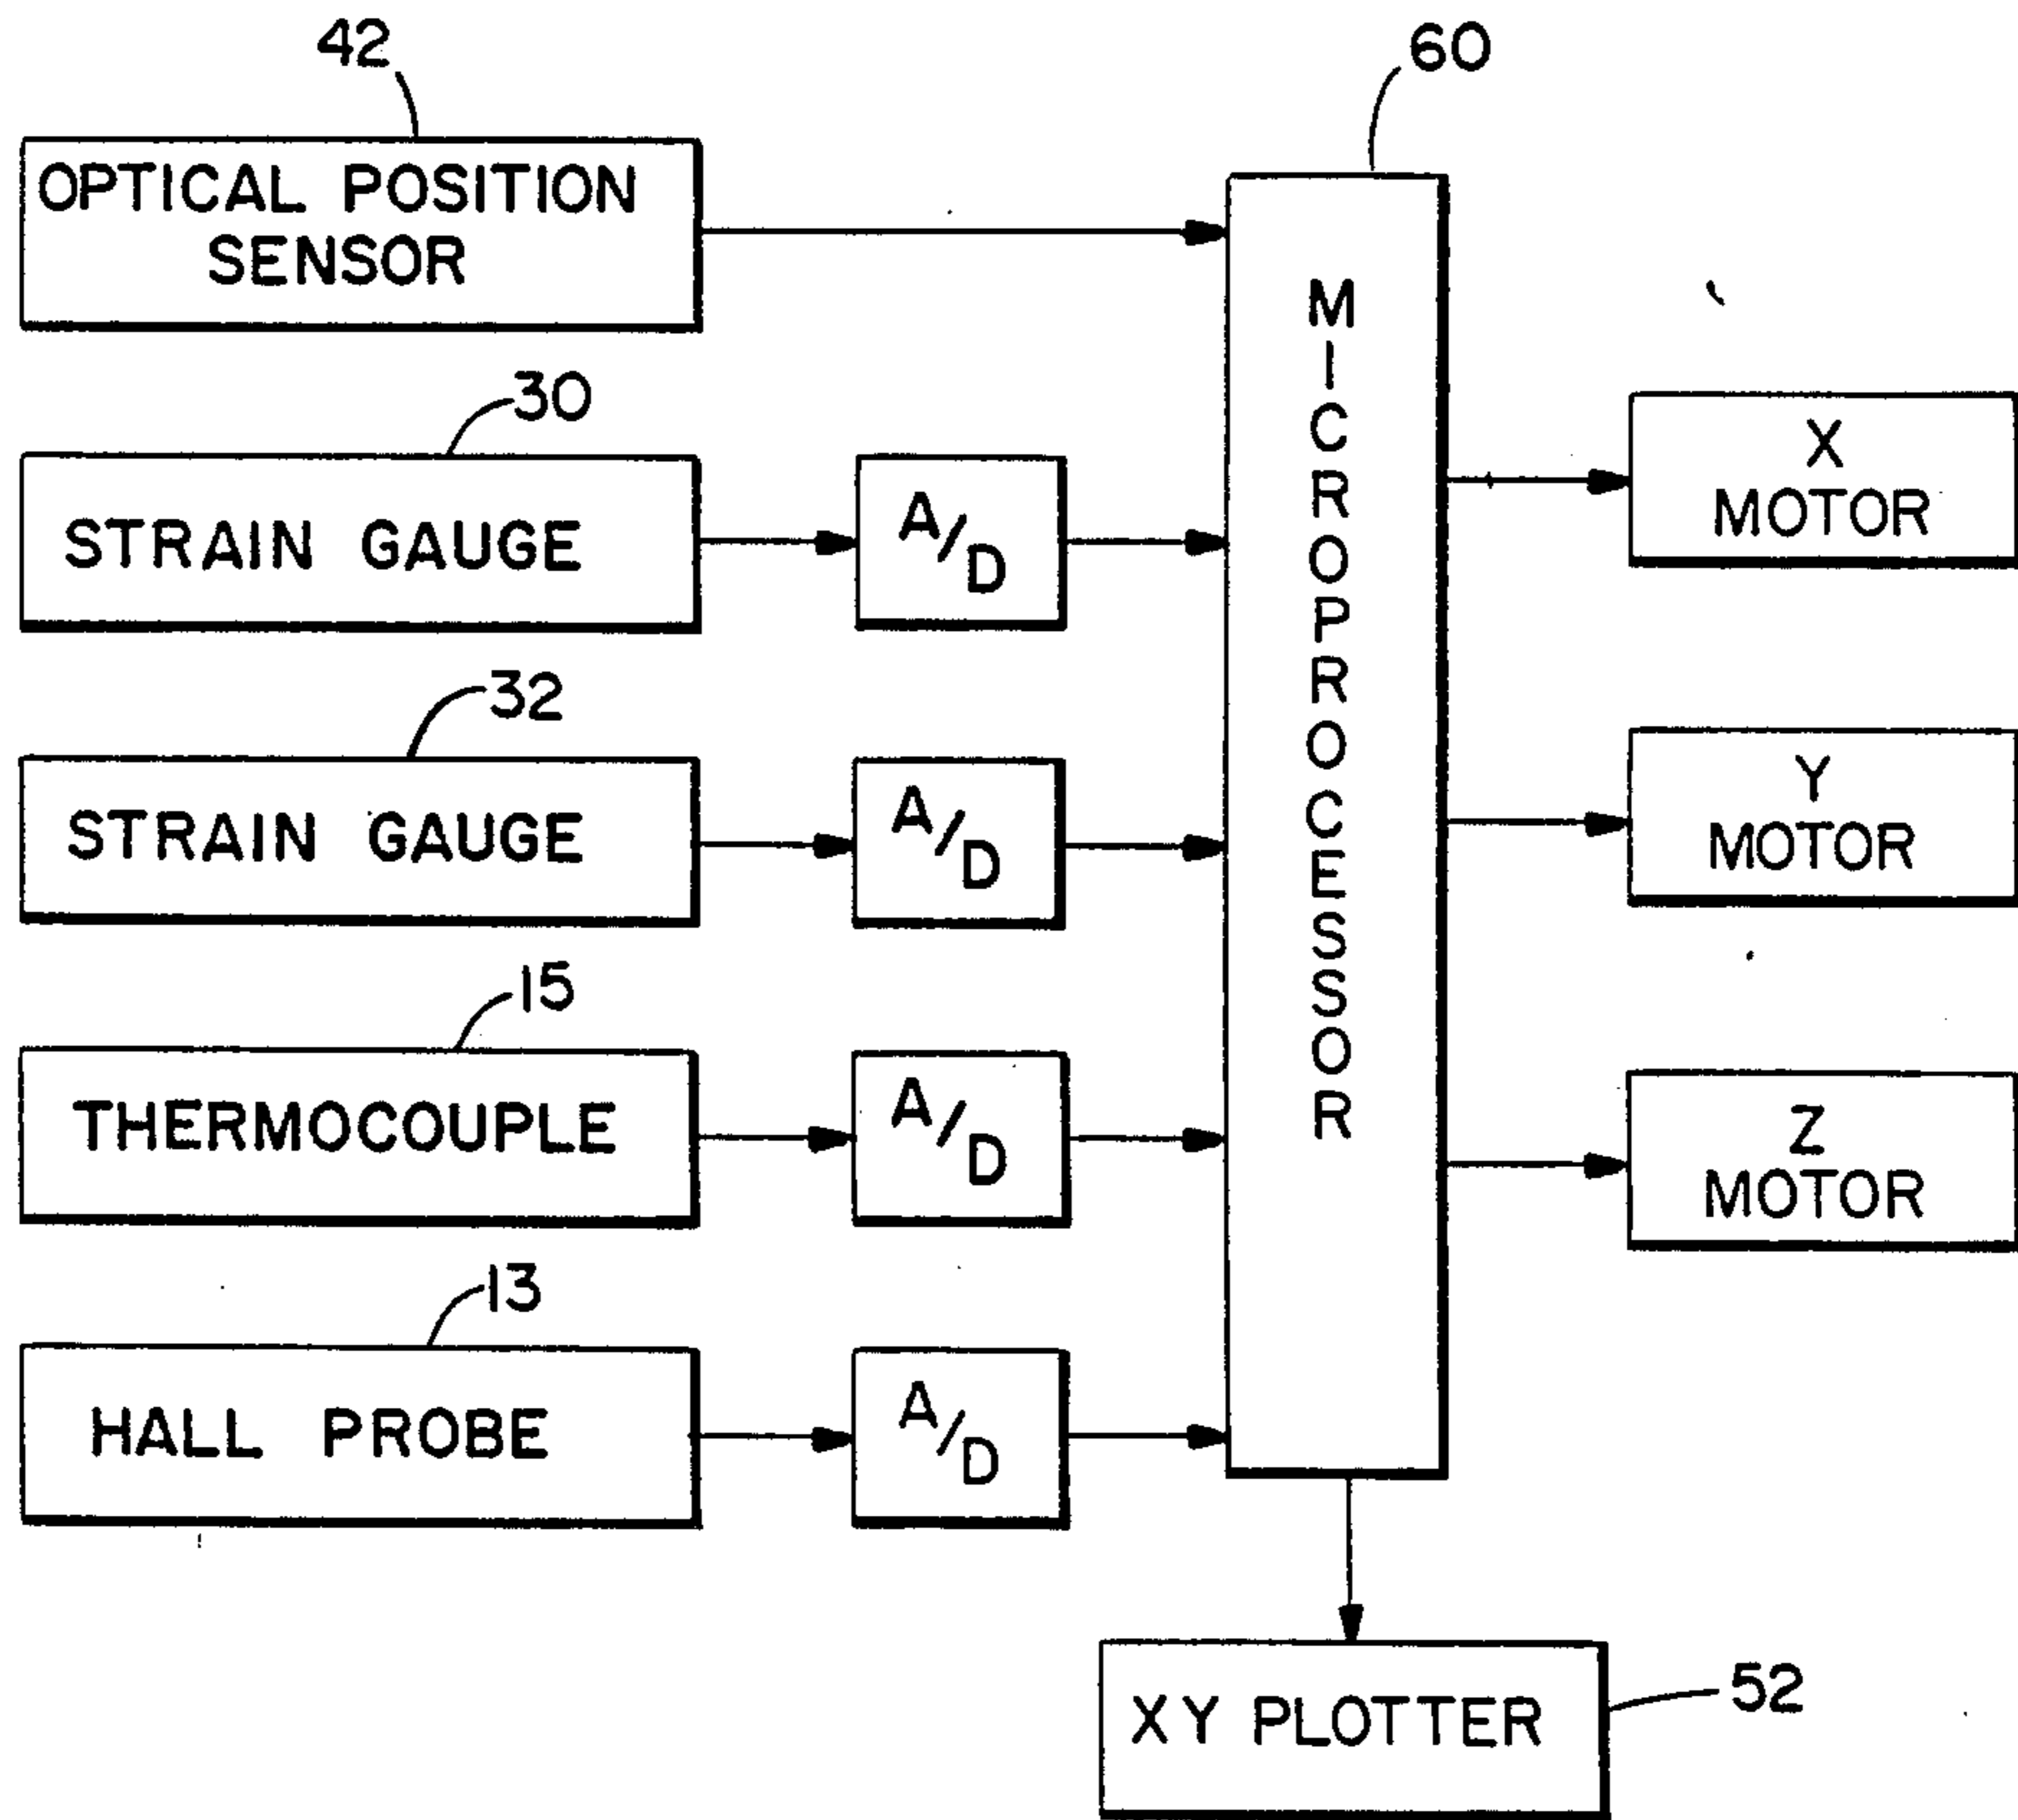 42
60
OPTICAL POSITION
SENSOR
30
STRAIN GAUGE
A/D
32
STRAIN GAUGE
A/D
15
THERMOCOUPLE
A/D
13
HALL PROBE
A/D
MICROPROCESSOR
X
MOTOR
Y
MOTOR
Z
MOTOR
XY PLOTTER
52